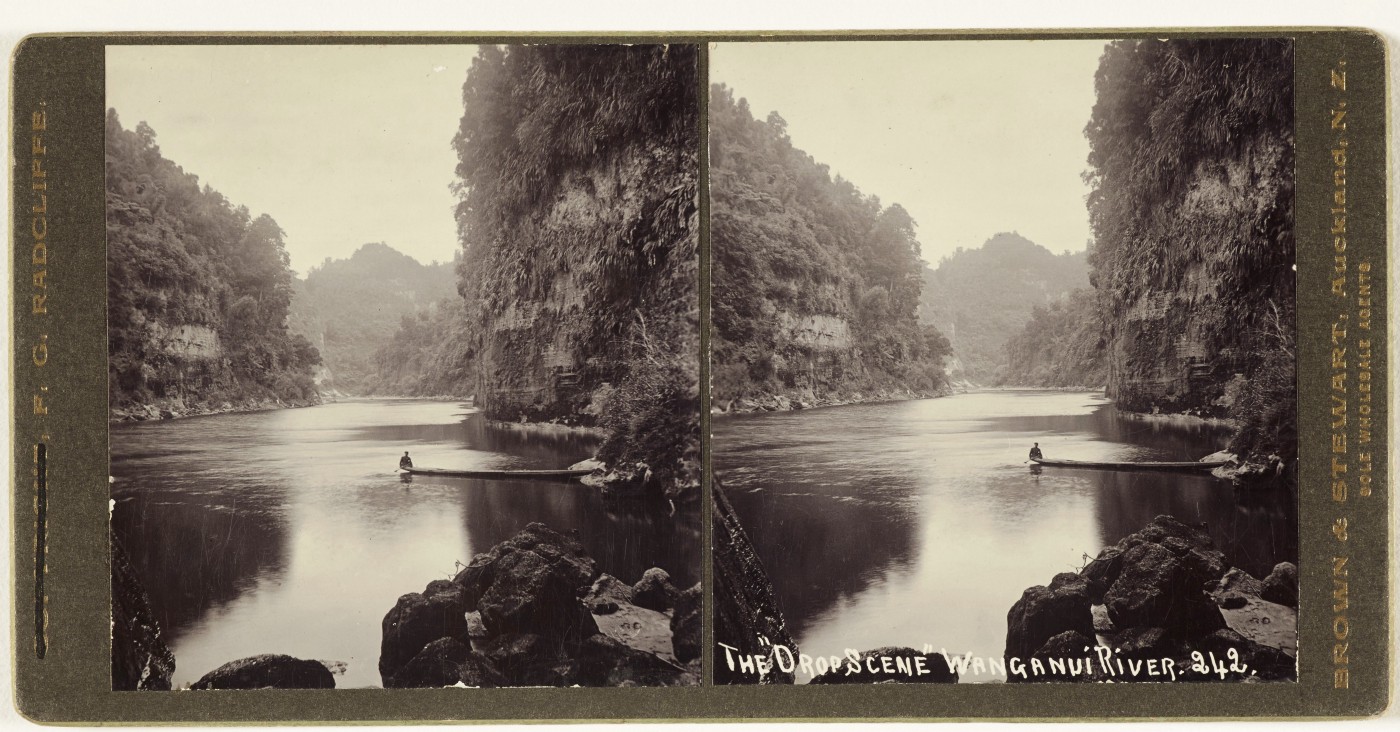 F. G. RADCLIFFE.
The "Drop Scene" Wanganui River. 242.
BROWN & STEWART, Auckland, N. Z.
SOLE WHOLESALE AGENTS